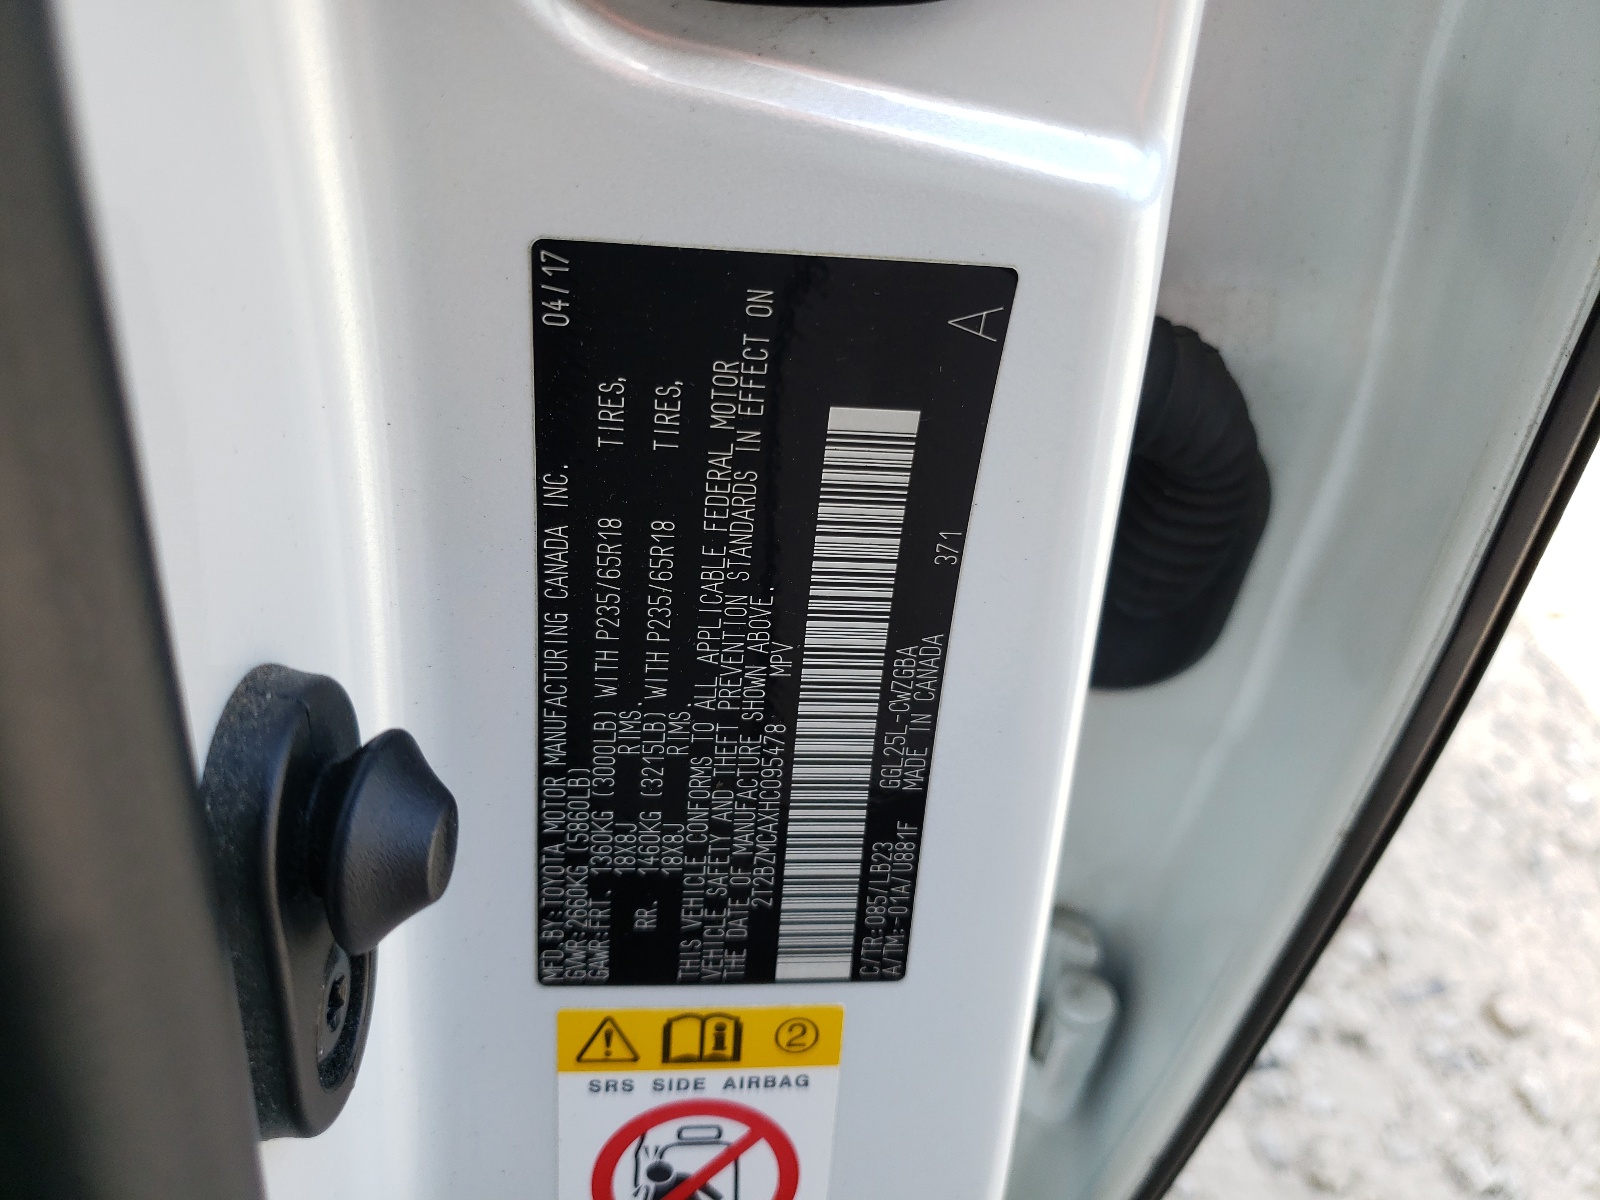 MFD.BY:TOYOTA MOTOR MANUFACTURING CANADA INC. 04/17
GVWR:2660KG (5860LB)
GAWR:FRT. 1360KG (3000LB) WITH P235/65R18 TIRES,
18X8J RIMS.
RR. 1460KG (3215LB) WITH P235/65R18 TIRES,
18X8J RIMS.
THIS VEHICLE CONFORMS TO ALL APPLICABLE FEDERAL MOTOR
VEHICLE SAFETY AND THEFT PREVENTION STANDARDS IN EFFECT ON
THE DATE OF MANUFACTURE SHOWN ABOVE.
2T2BZMCAXHC095478 MPV
C/TR:085/LB23 GGL25L-CWZGBA 371 A
A/TM:-01A/U881F MADE IN CANADA
2
SRS SIDE AIRBAG